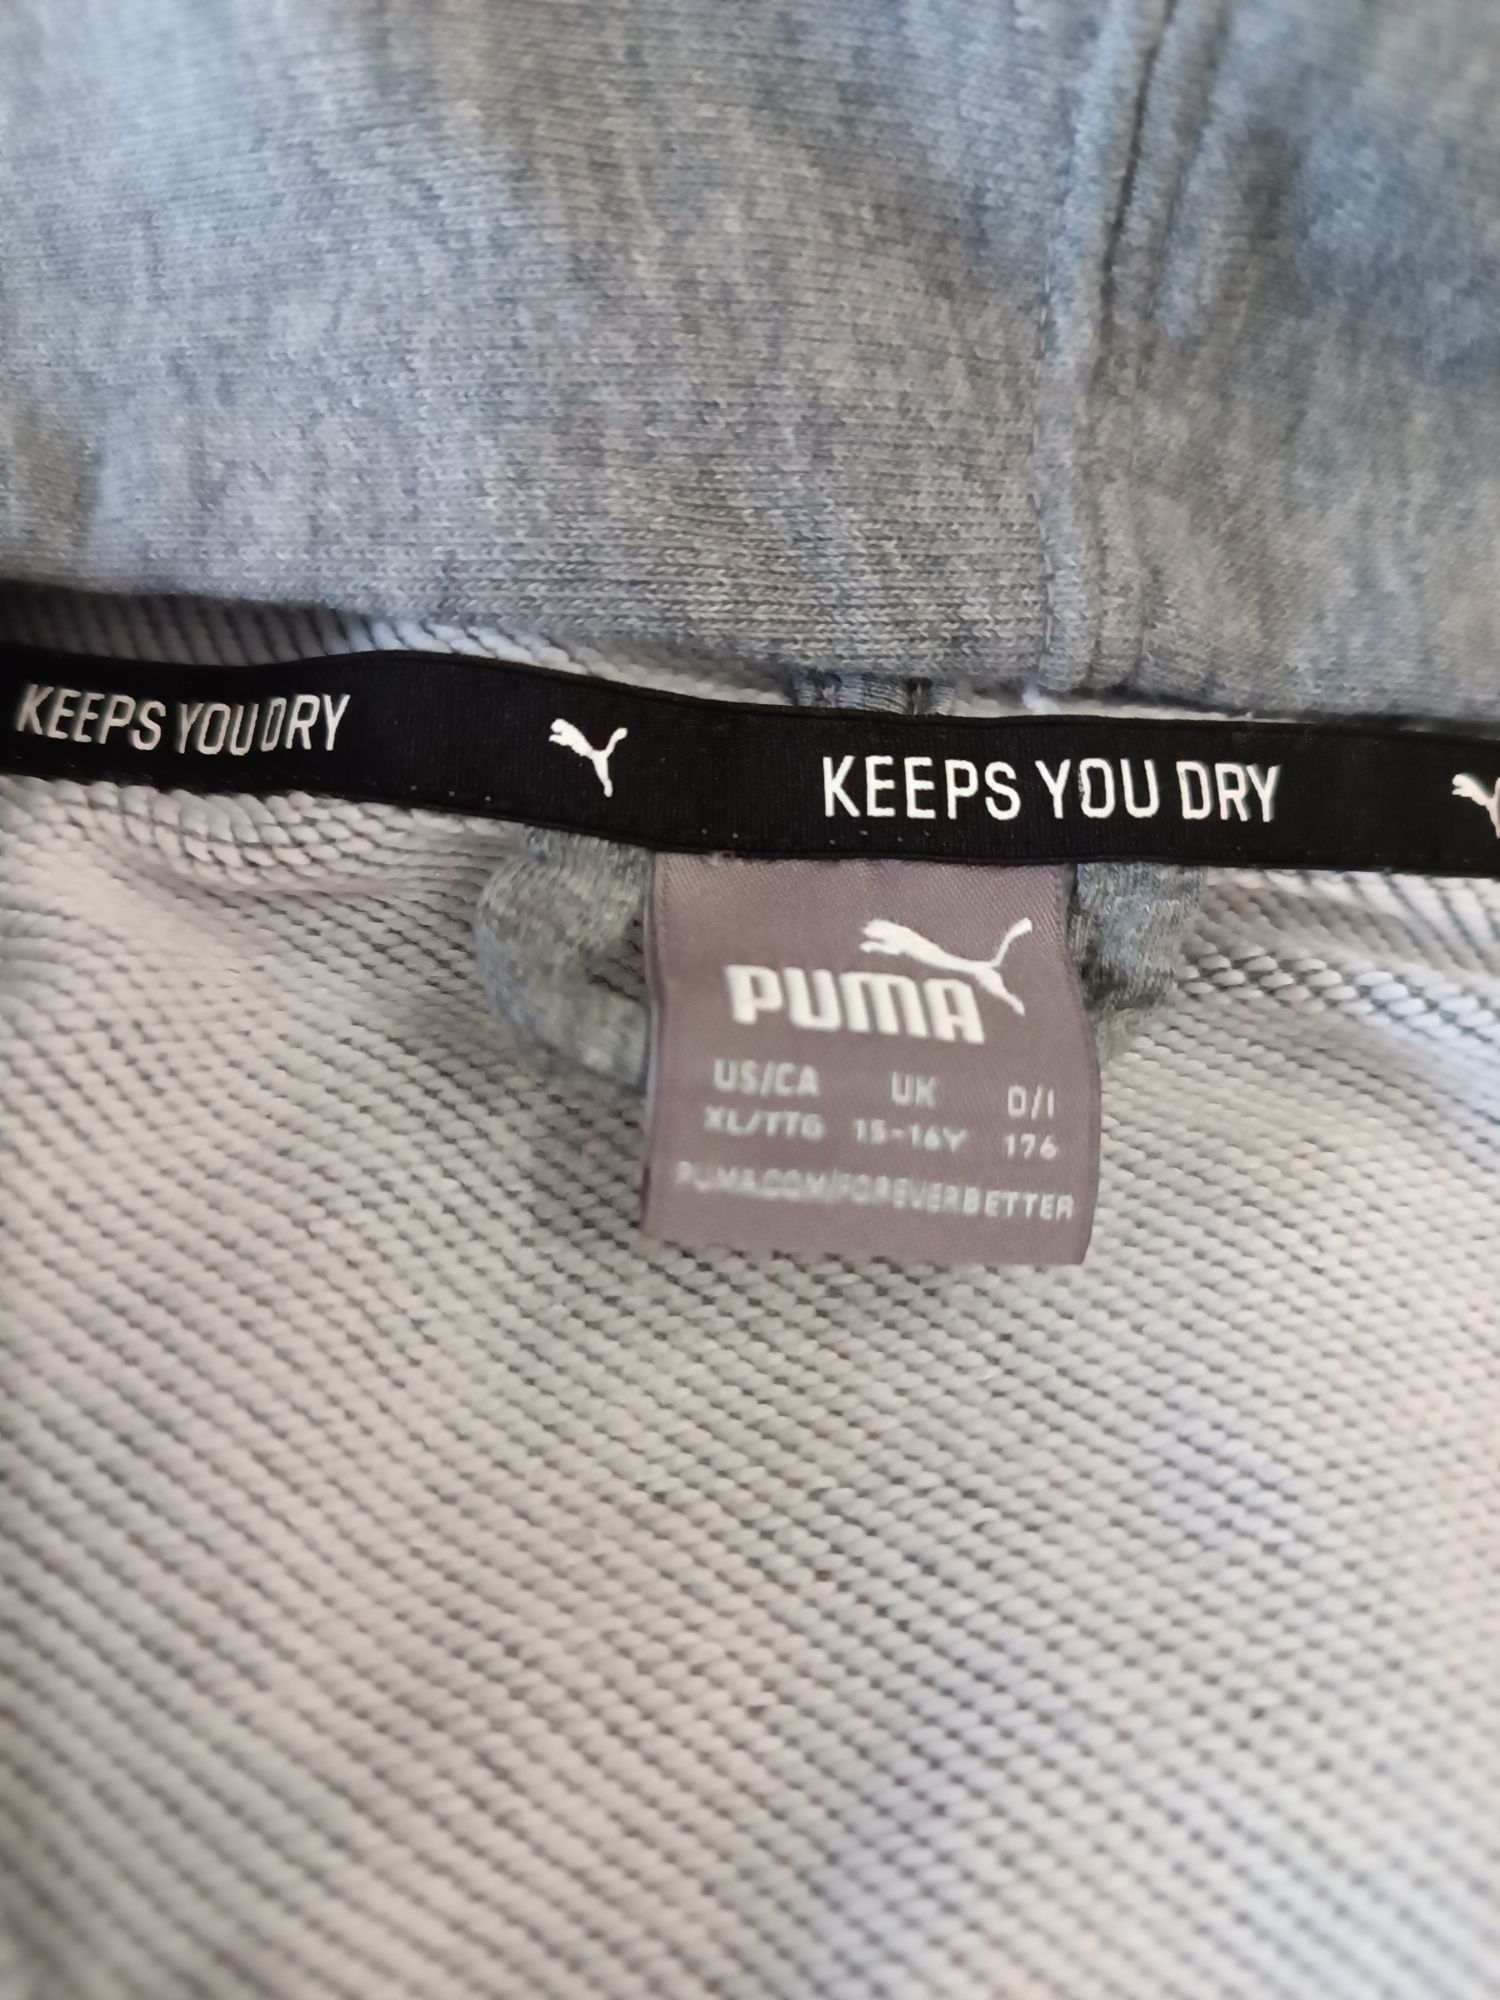 KEEPS YOU DRY KEEPS YOU DRY
PUMA
US/CA UK D/I
XL/TTG 15-16Y 176
PUMA.COM/FOREVERBETTER